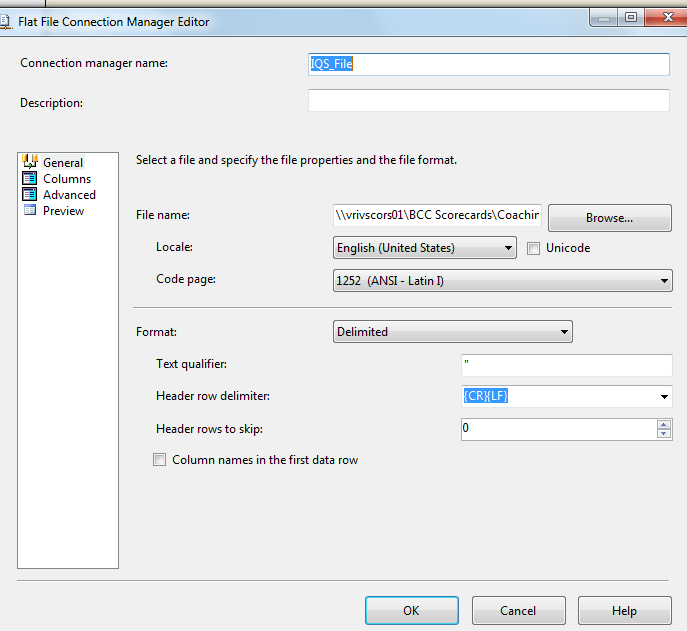 Flat File Connection Manager Editor
Connection manager name: IQS_File
Description:
General
Columns
Advanced
Preview
Select a file and specify the file properties and the file format.
File name: \\vrivscors01\BCC Scorecards\Coachin Browse...
Locale: English (United States) Unicode
Code page: 1252 (ANSI - Latin I)
Format: Delimited
Text qualifier: "
Header row delimiter: {CR}{LF}
Header rows to skip: 0
Column names in the first data row
OK Cancel Help